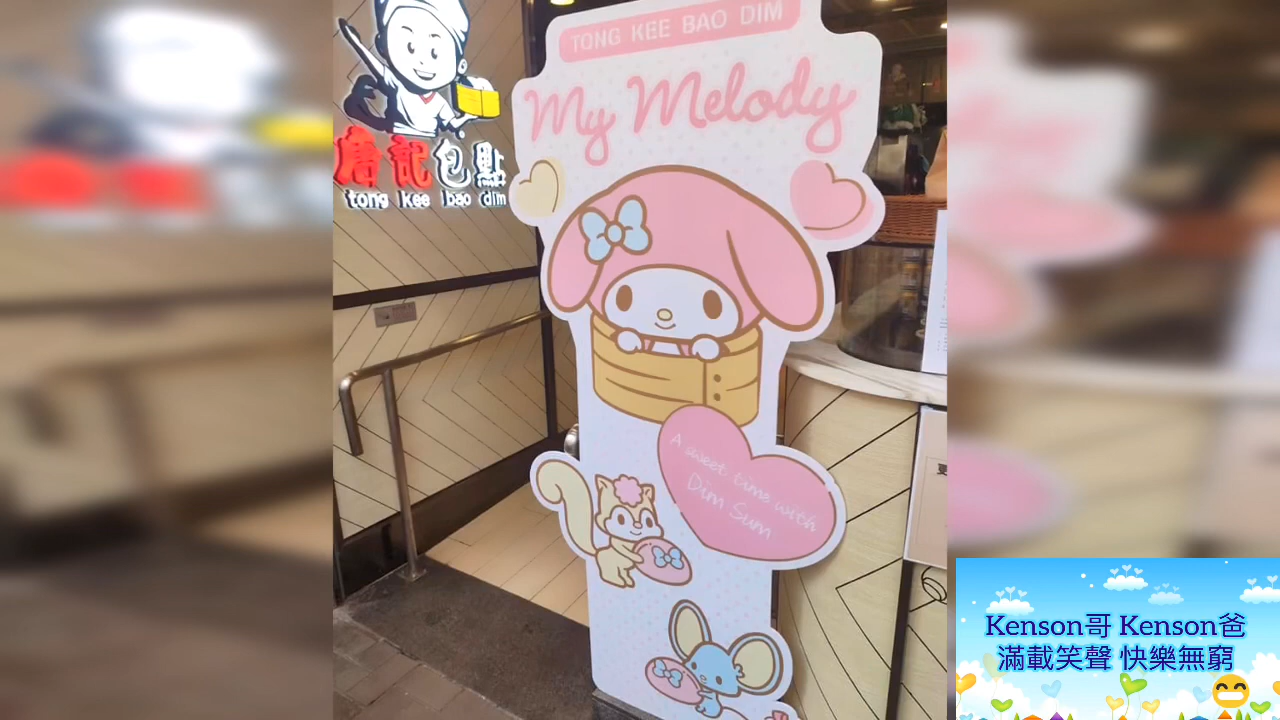 TONG KEE BAO DIM
My Melody
唐記包點
tong kee bao dim
A sweet time with
Dim Sum
Kenson哥 Kenson爸
滿載笑聲 快樂無窮